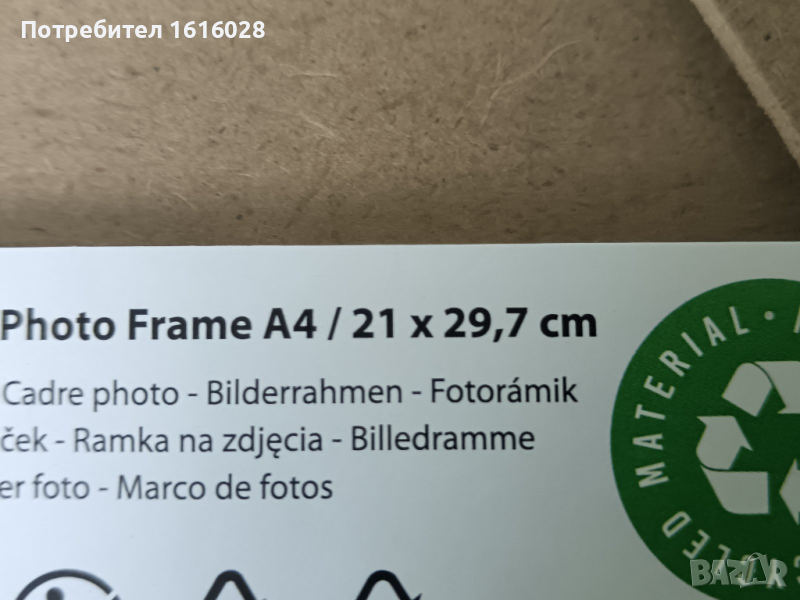 Потребител 1616028
Photo Frame A4 / 21 x 29,7 cm
Cadre photo - Bilderrahmen - Fotorámik
ček - Ramka na zdjęcia - Billedramme
er foto - Marco de fotos
MATERIAL •
BAZAR